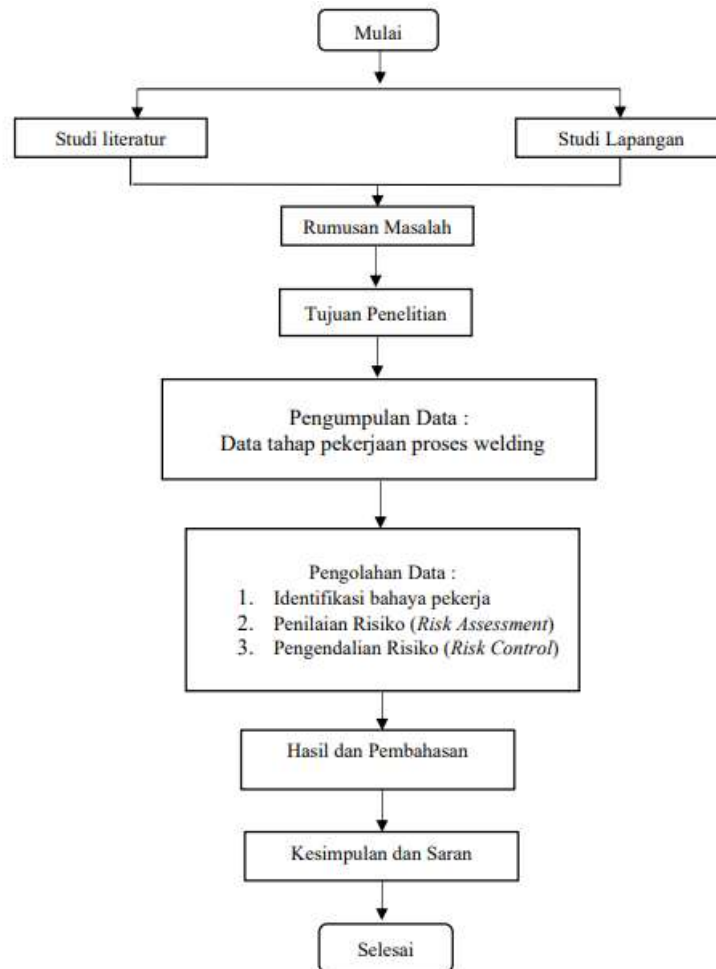 Mulai
Studi literatur
Studi Lapangan
Rumusan Masalah
Tujuan Penelitian
Pengumpulan Data :
Data tahap pekerjaan proses welding
Pengolahan Data :
1. Identifikasi bahaya pekerja
2. Penilaian Risiko (Risk Assessment)
3. Pengendalian Risiko (Risk Control)
Hasil dan Pembahasan
Kesimpulan dan Saran
Selesai